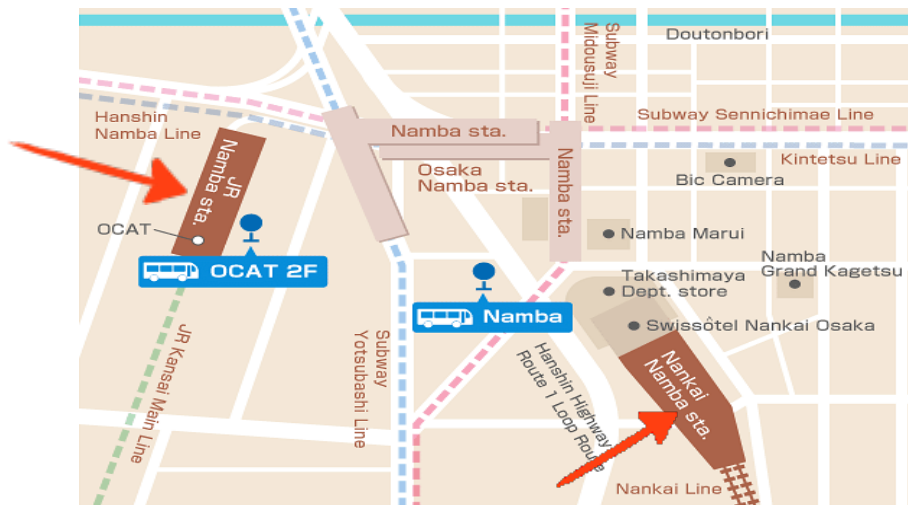 Doutonbori
Subway
Midousuji Line
Hanshin
Namba Line
Namba sta.
Subway Sennichimae Line
Kintetsu Line
JR
Namba sta.
Osaka
Namba sta.
Namba sta.
Bic Camera
OCAT
Namba Marui
OCAT 2F
Namba
Takashimaya
Dept. store
Namba
Grand Kagetsu
Swissôtel Nankai Osaka
JR Kansai Main Line
Subway
Yotsubashi Line
Hanshin Highway
Route 1 Loop Route
Nankai
Namba sta.
Nankai Line